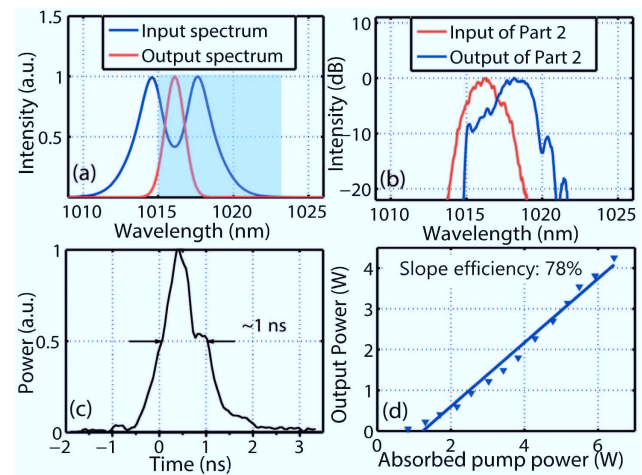 1.5
Input spectrum
Output spectrum
1
0.5
Intensity (a.u.)
(a)
1010 1015 1020 1025
Wavelength (nm)
Input of Part 2
Output of Part 2
0
−10
−20
Intensity (dB)
(b)
1010 1015 1020 1025
Wavelength (nm)
1
0.5
0
Power (a.u.)
~1 ns
(c)
−2 −1 0 1 2 3
Time (ns)
4
3
2
1
0
Output Power (W)
Slope efficiency: 78%
(d)
0 2 4 6
Absorbed pump power (W)